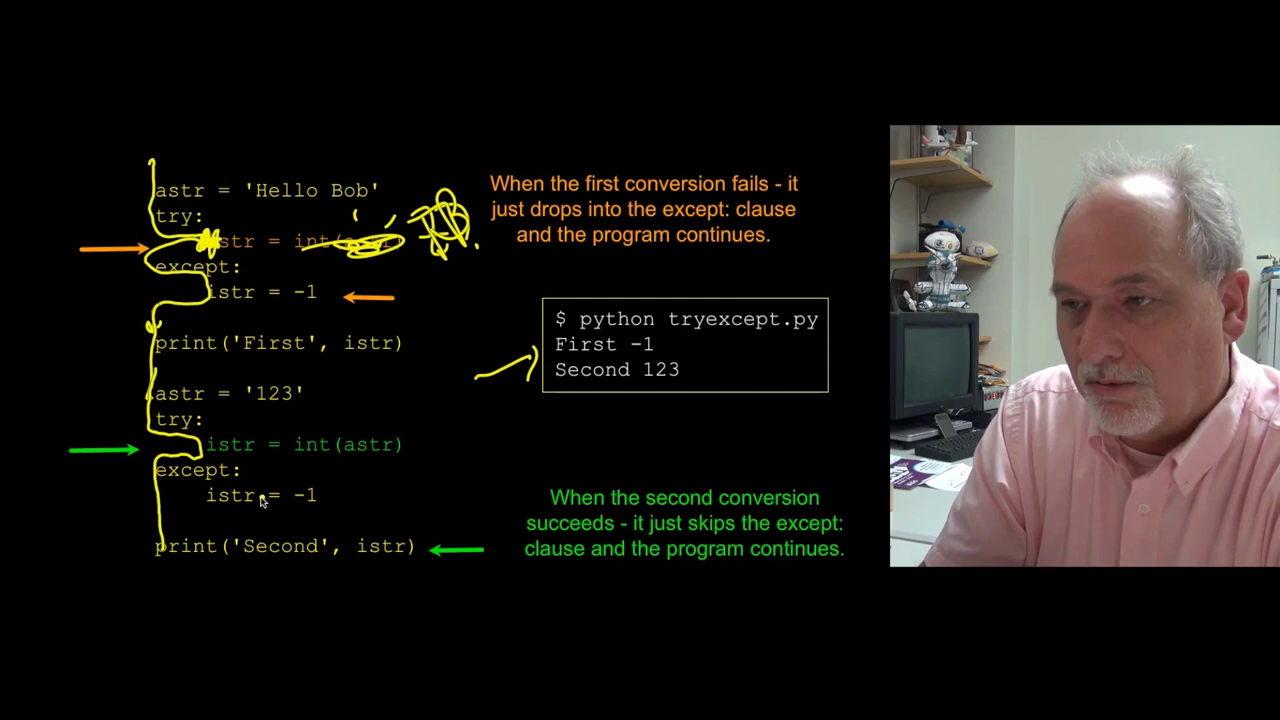 astr = 'Hello Bob'
try:
    istr = int(astr)
except:
    istr = -1
print('First', istr)
astr = '123'
try:
    istr = int(astr)
except:
    istr = -1
print('Second', istr)
When the first conversion fails - it
just drops into the except: clause
and the program continues.
$ python tryexcept.py
First -1
Second 123
When the second conversion
succeeds - it just skips the except:
clause and the program continues.